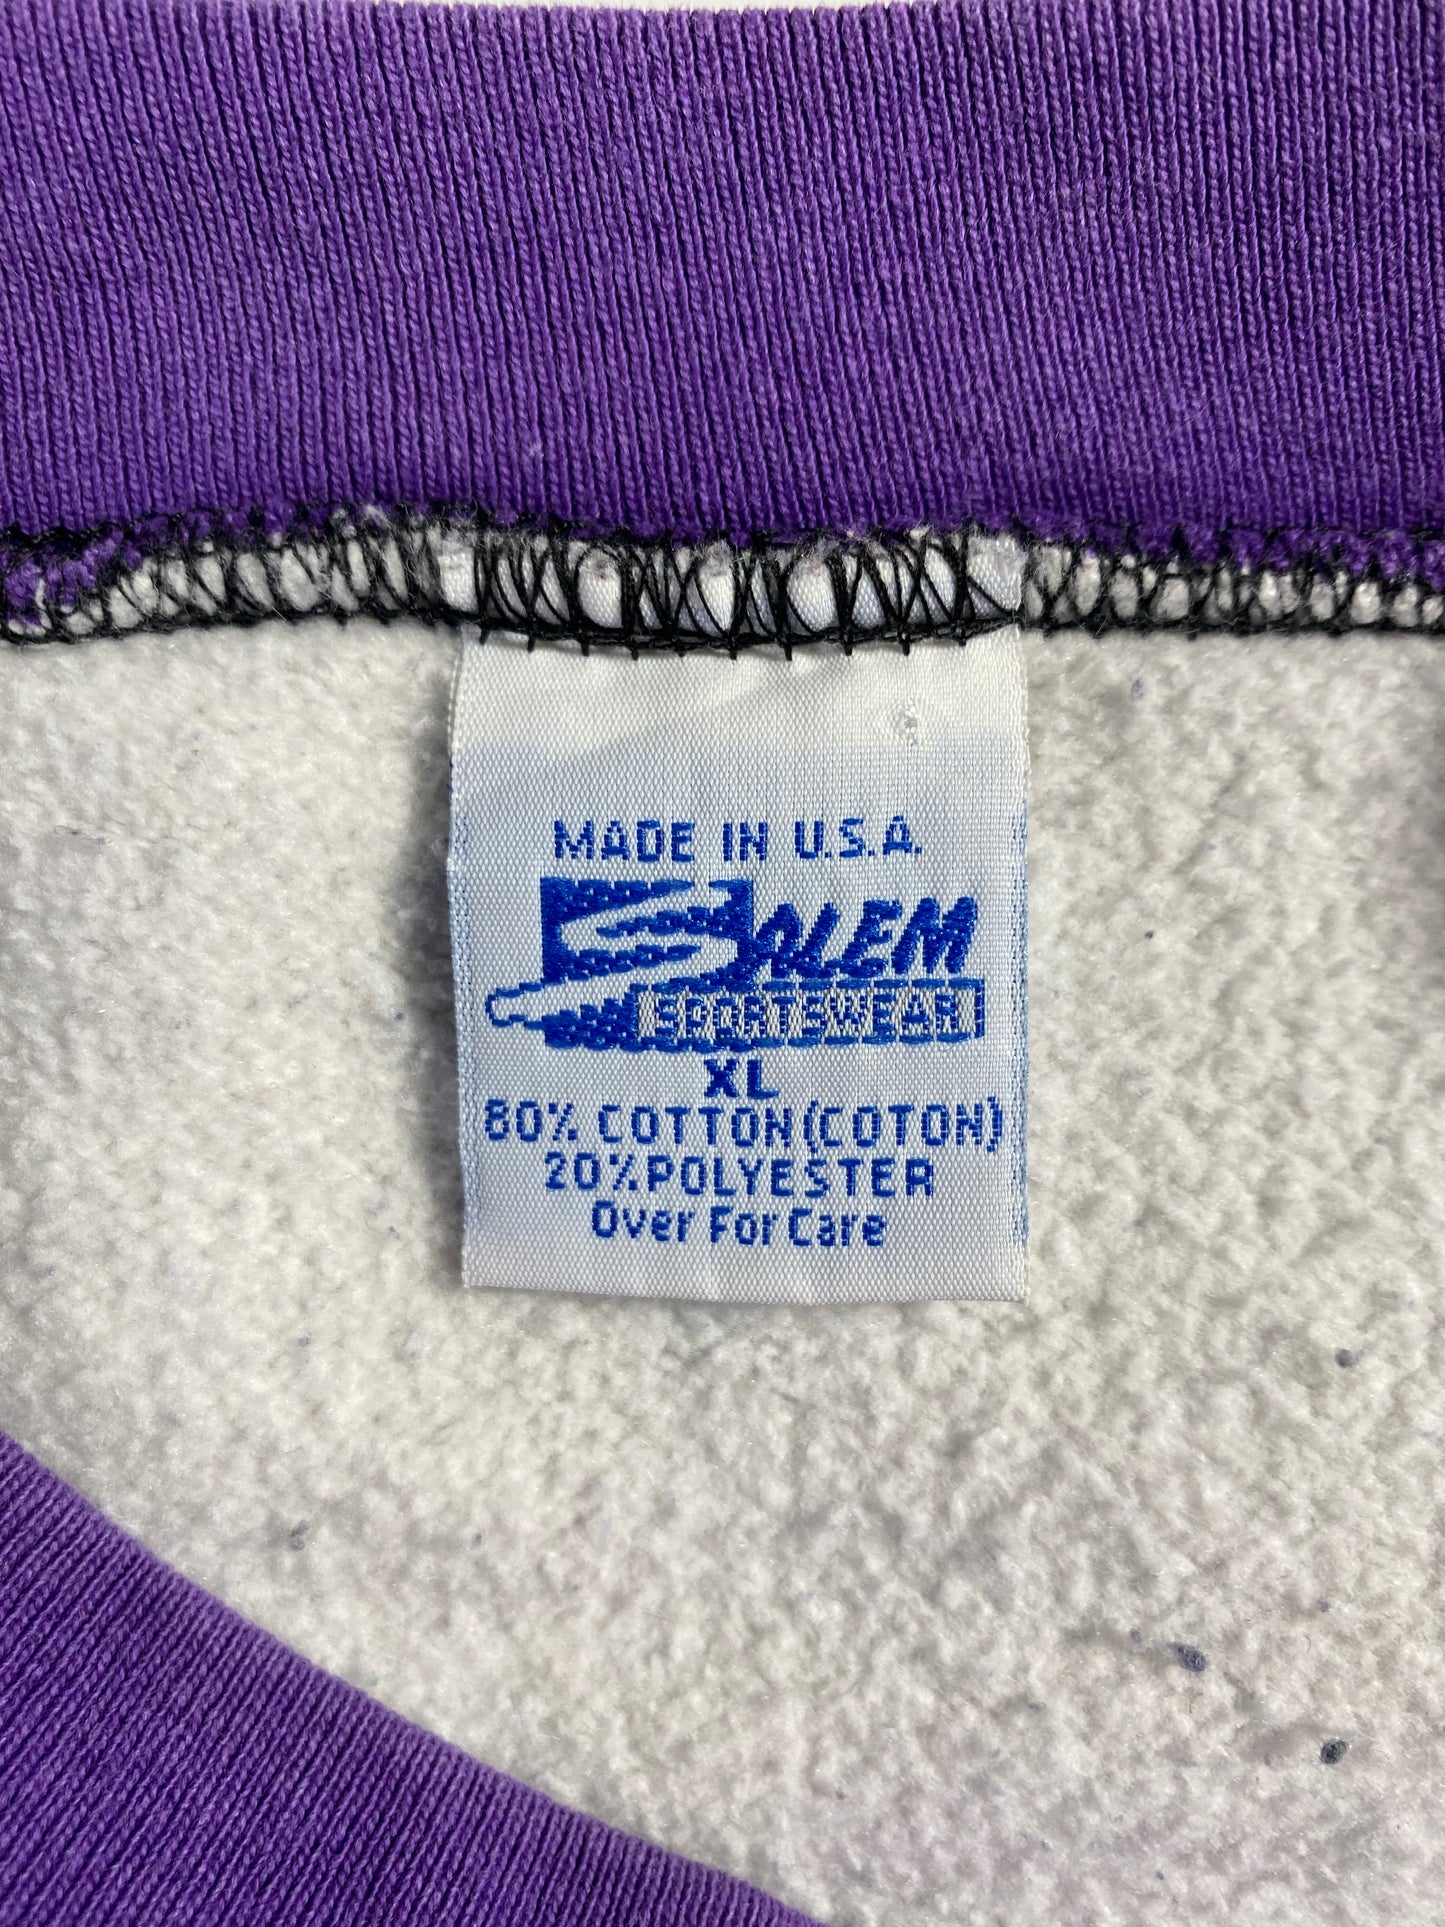 MADE IN U.S.A.
SALEM
SPORTSWEAR
XL
80% COTTON (COTON)
20% POLYESTER
Over For Care